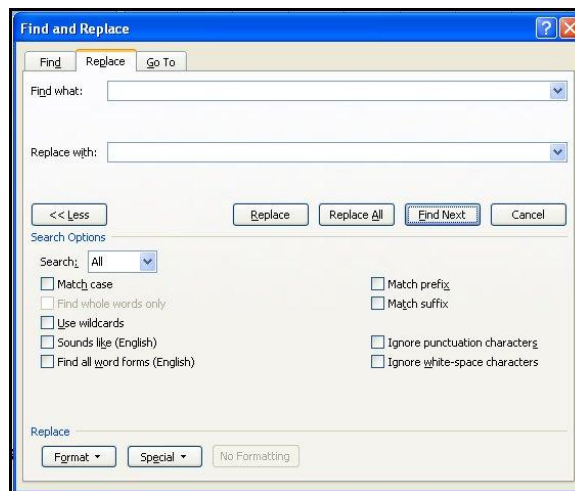 Find and Replace
Find Replace Go To
Find what:
Replace with:
<< Less Replace Replace All Find Next Cancel
Search Options
Search: All
Match case Match prefix
Find whole words only Match suffix
Use wildcards
Sounds like (English) Ignore punctuation characters
Find all word forms (English) Ignore white-space characters
Replace
Format Special No Formatting